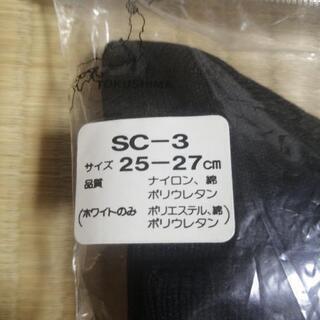 TOKUSHIMA
SC-3
サイズ 25-27cm
品質 ナイロン、綿
ポリウレタン
(ホワイトのみ ポリエステル、綿
ポリウレタン)